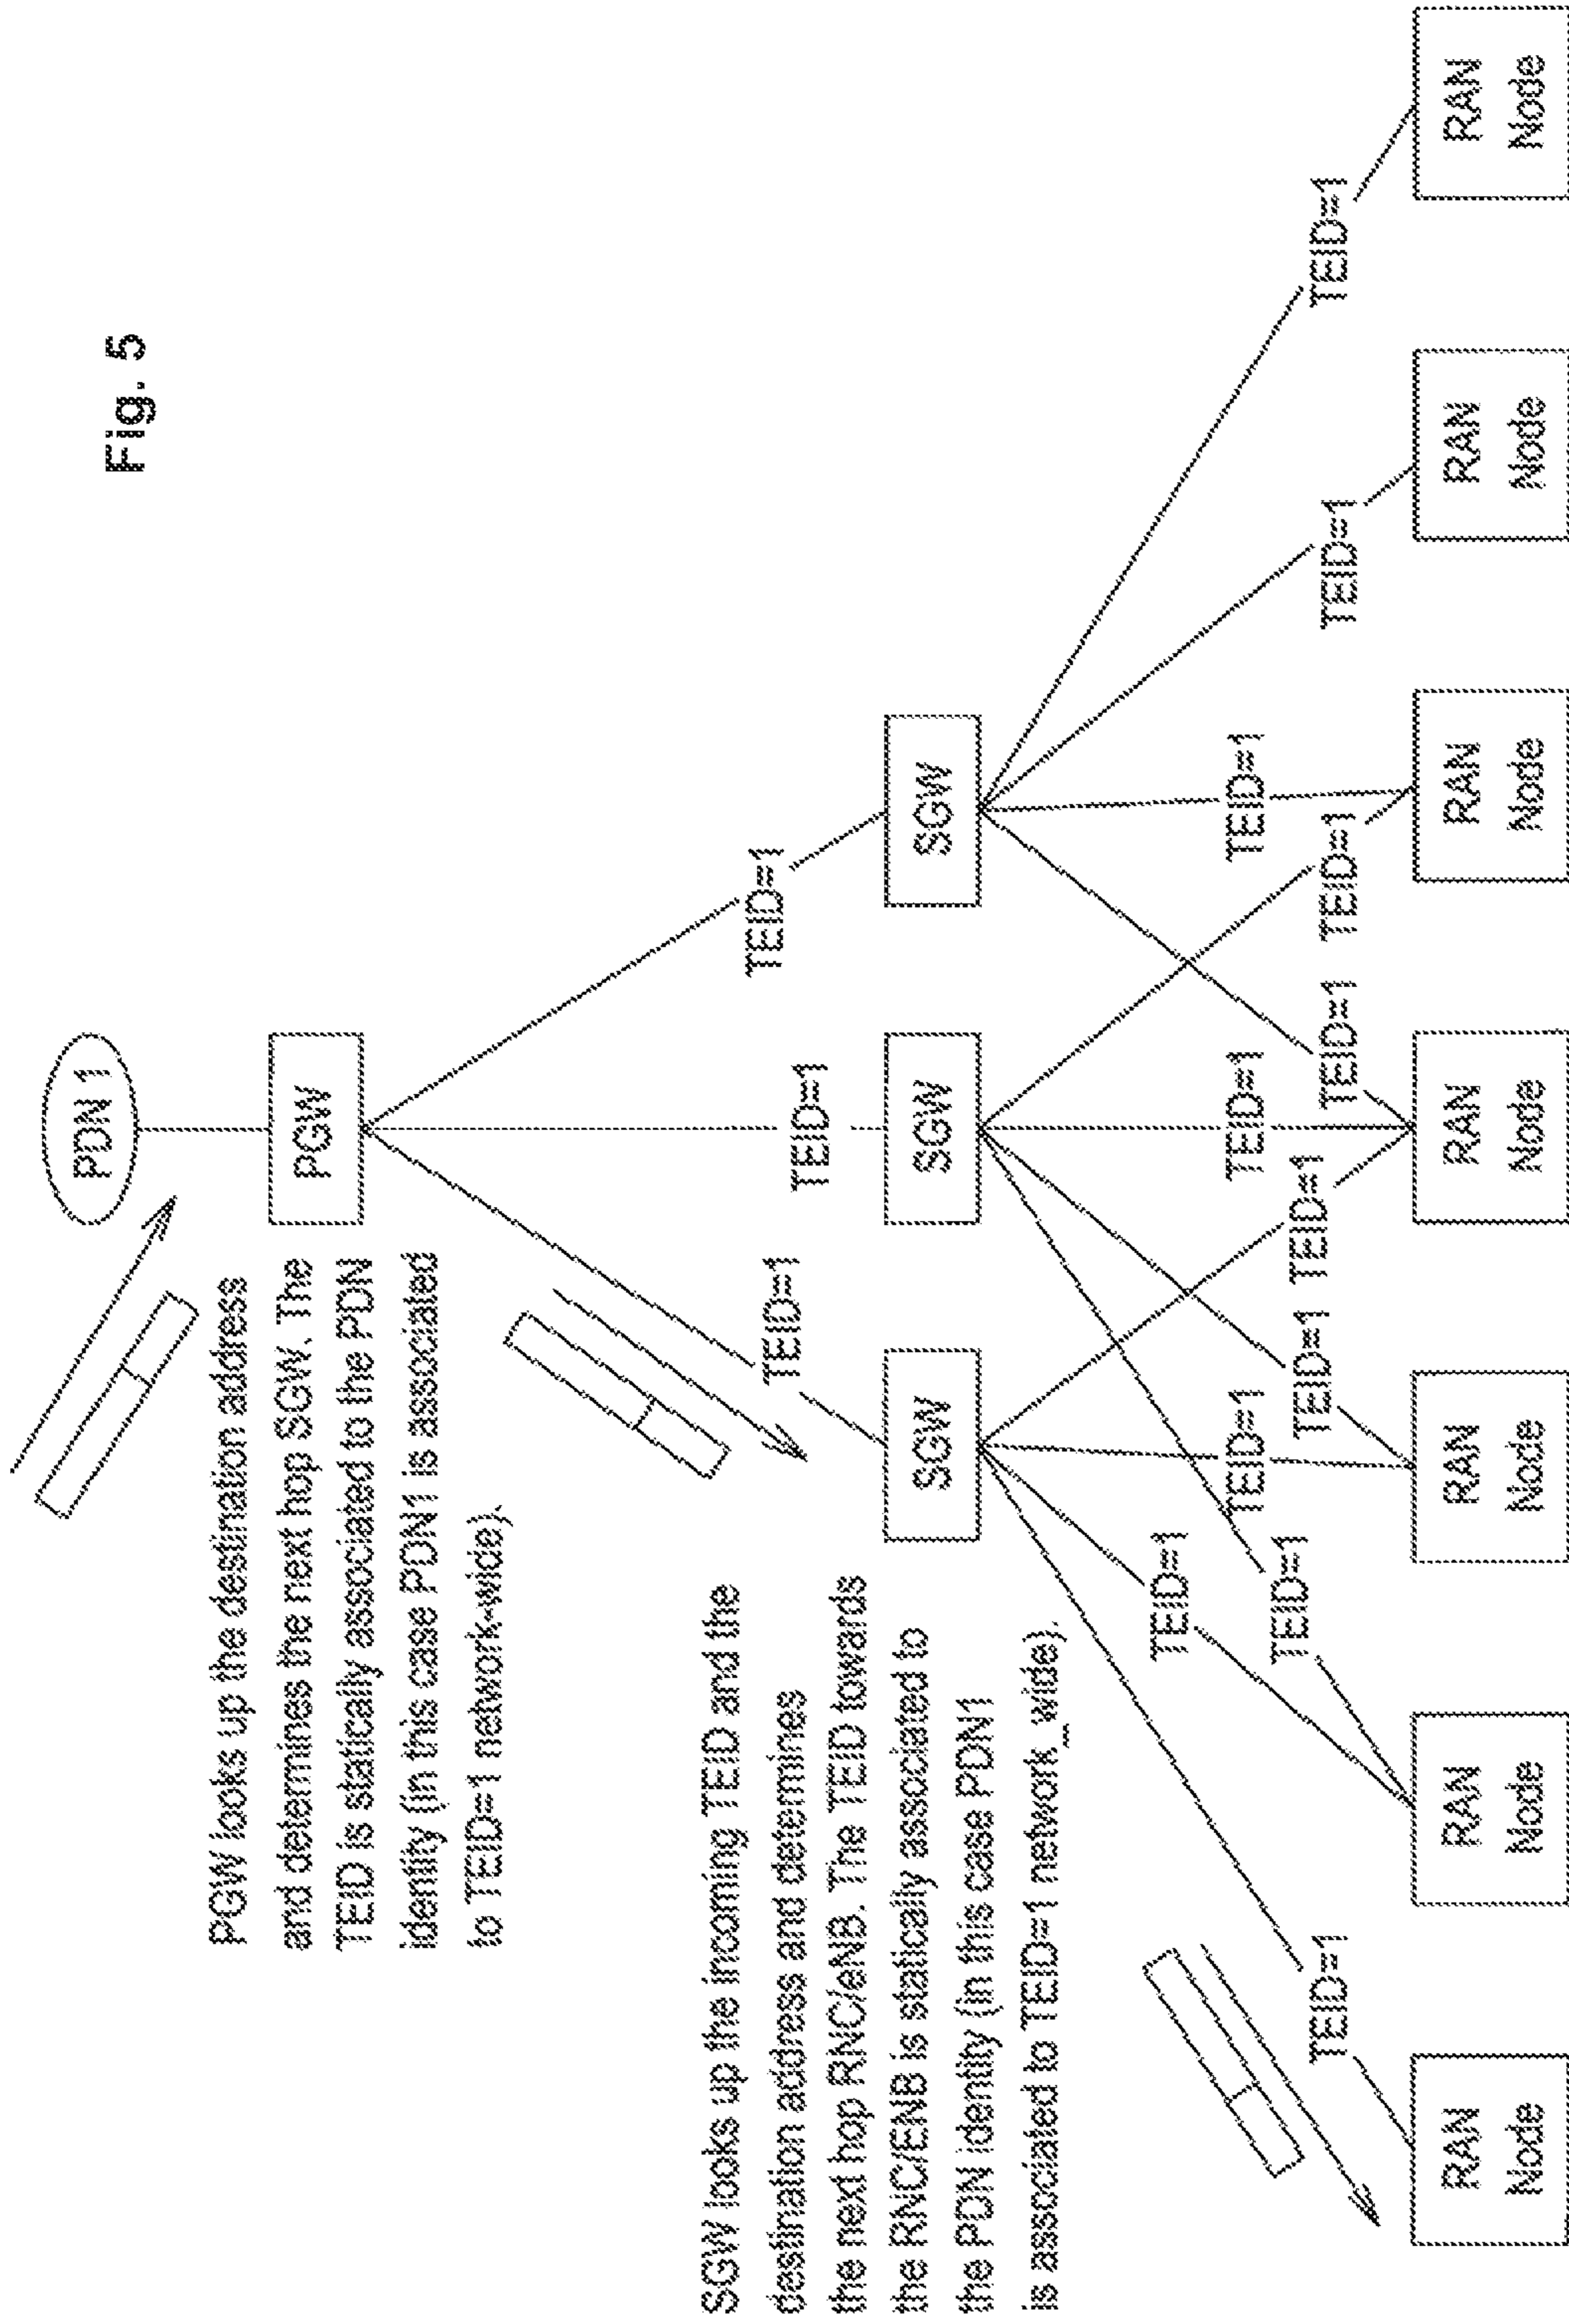 Fig. 5
PDN 1
PGW
PGW looks up the destination address
and determines the next hop SGW. The
TEID is statically associated to the PDN
identity (in this case PDN1 is associated
to TEID=1 network-wide).
TEID=1
TEID=1
TEID=1
SGW looks up the incoming TEID and the
destination address and determines
the next hop RNC/eNB. The TEID towards
the RNC/ENB is statically associated to
the PDN identity (in this case PDN1
is associated to TEID=1 network_wide).
SGW
SGW
SGW
TEID=1
TEID=1
TEID=1
TEID=1
TEID=1
TEID=1
TEID=1
TEID=1
TEID=1
TEID=1
TEID=1
TEID=1
RAN
Node
RAN
Node
RAN
Node
RAN
Node
RAN
Node
RAN
Node
RAN
Node